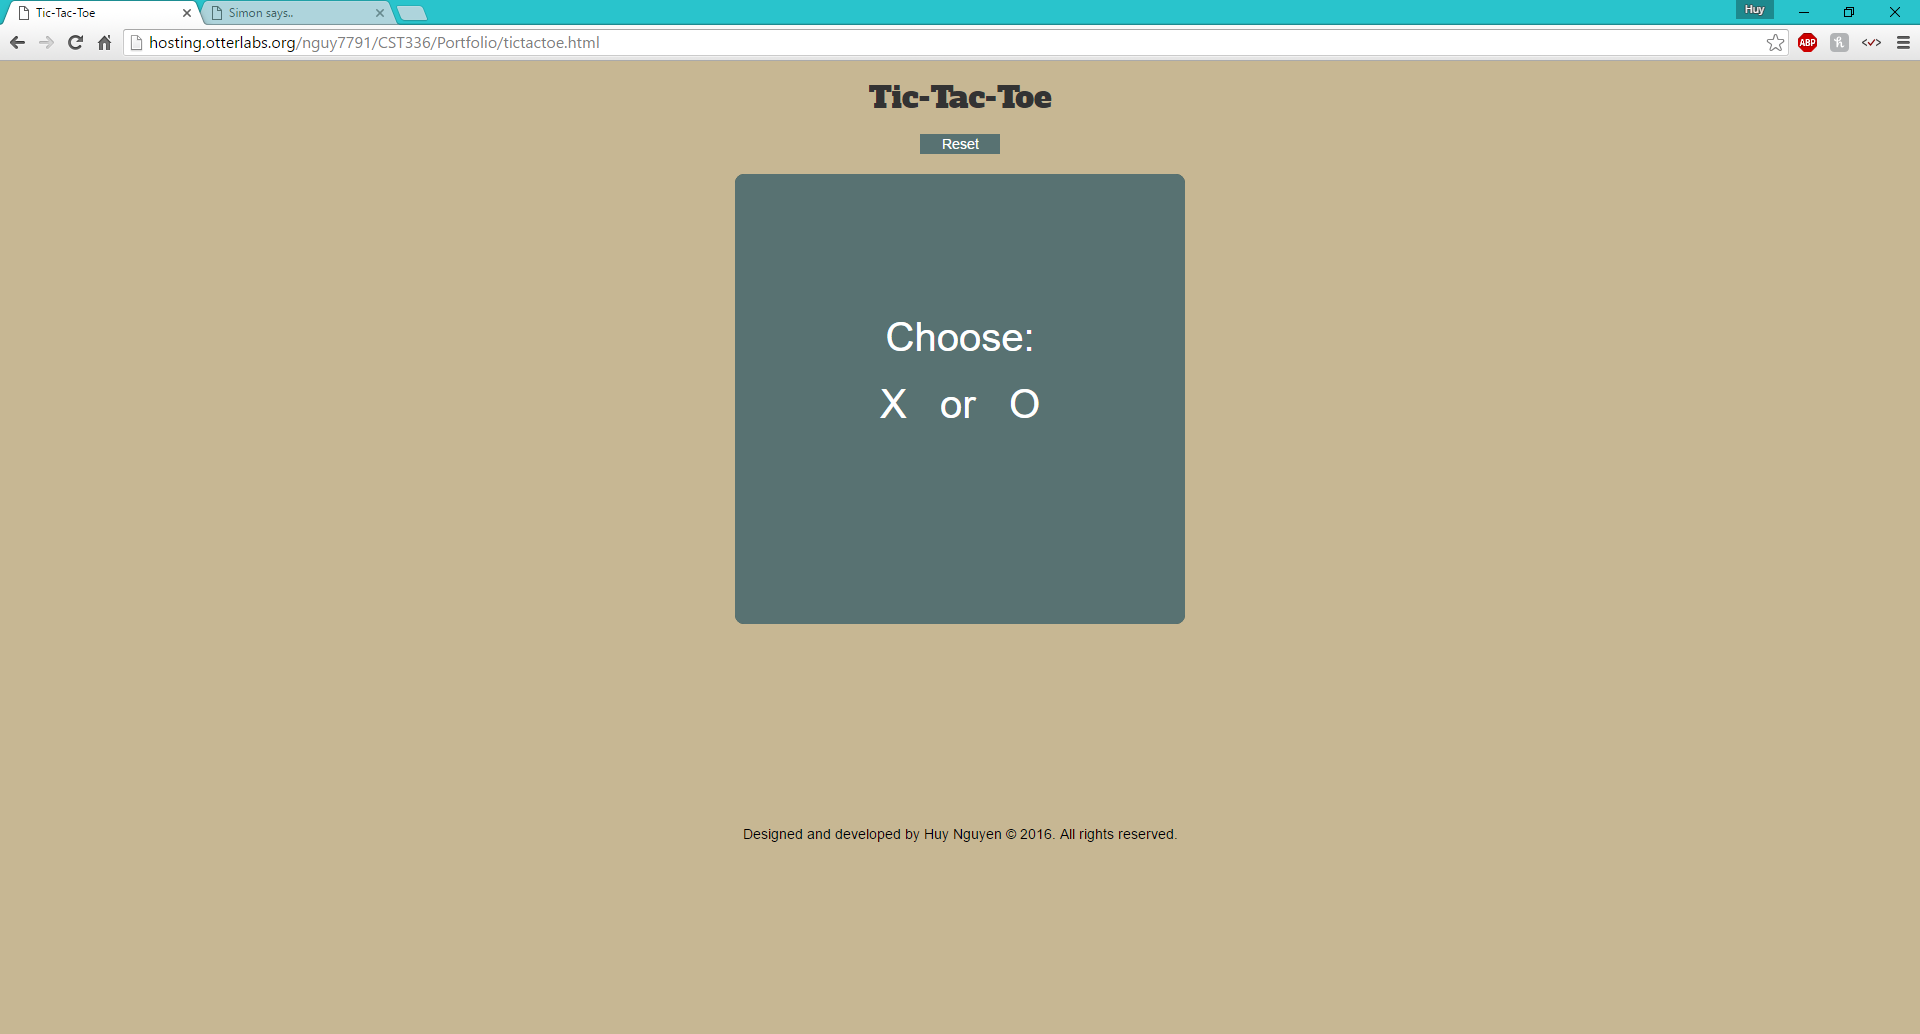 Tic-Tac-Toe
Simon says..
Huy
hosting.otterlabs.org/nguy7791/CST336/Portfolio/tictactoe.html
ABP
Tic-Tac-Toe
Reset
Choose:
X or O
Designed and developed by Huy Nguyen © 2016. All rights reserved.